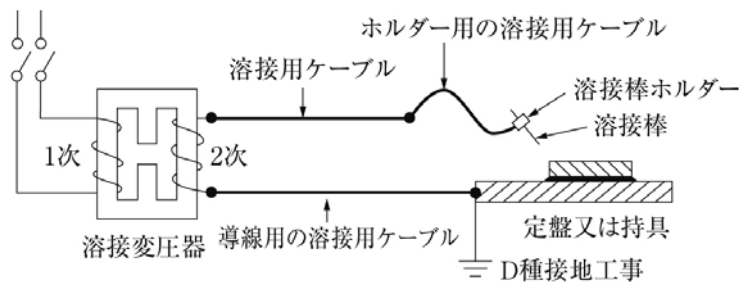 ホルダー用の溶接用ケーブル
溶接用ケーブル
溶接棒ホルダー
溶接棒
1次
2次
溶接変圧器
導線用の溶接用ケーブル
定盤又は持具
D種接地工事